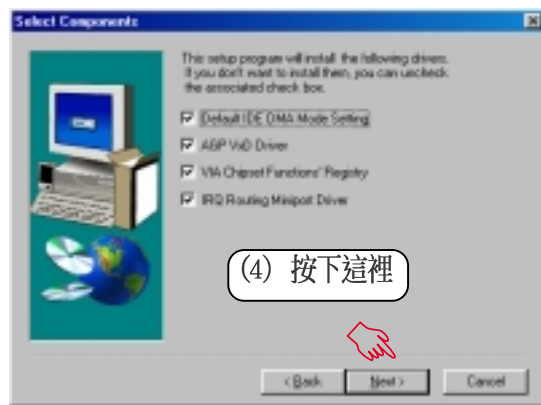 Select Components
This setup program will install the following drivers.
If you don't want to install them, you can uncheck
the associated check box.
Default IDE DMA Mode Setting
AGP VxD Driver
VIA Chipset Functions' Registry
IRQ Routing Miniport Driver
(4) 按下這裡
< Back Next > Cancel